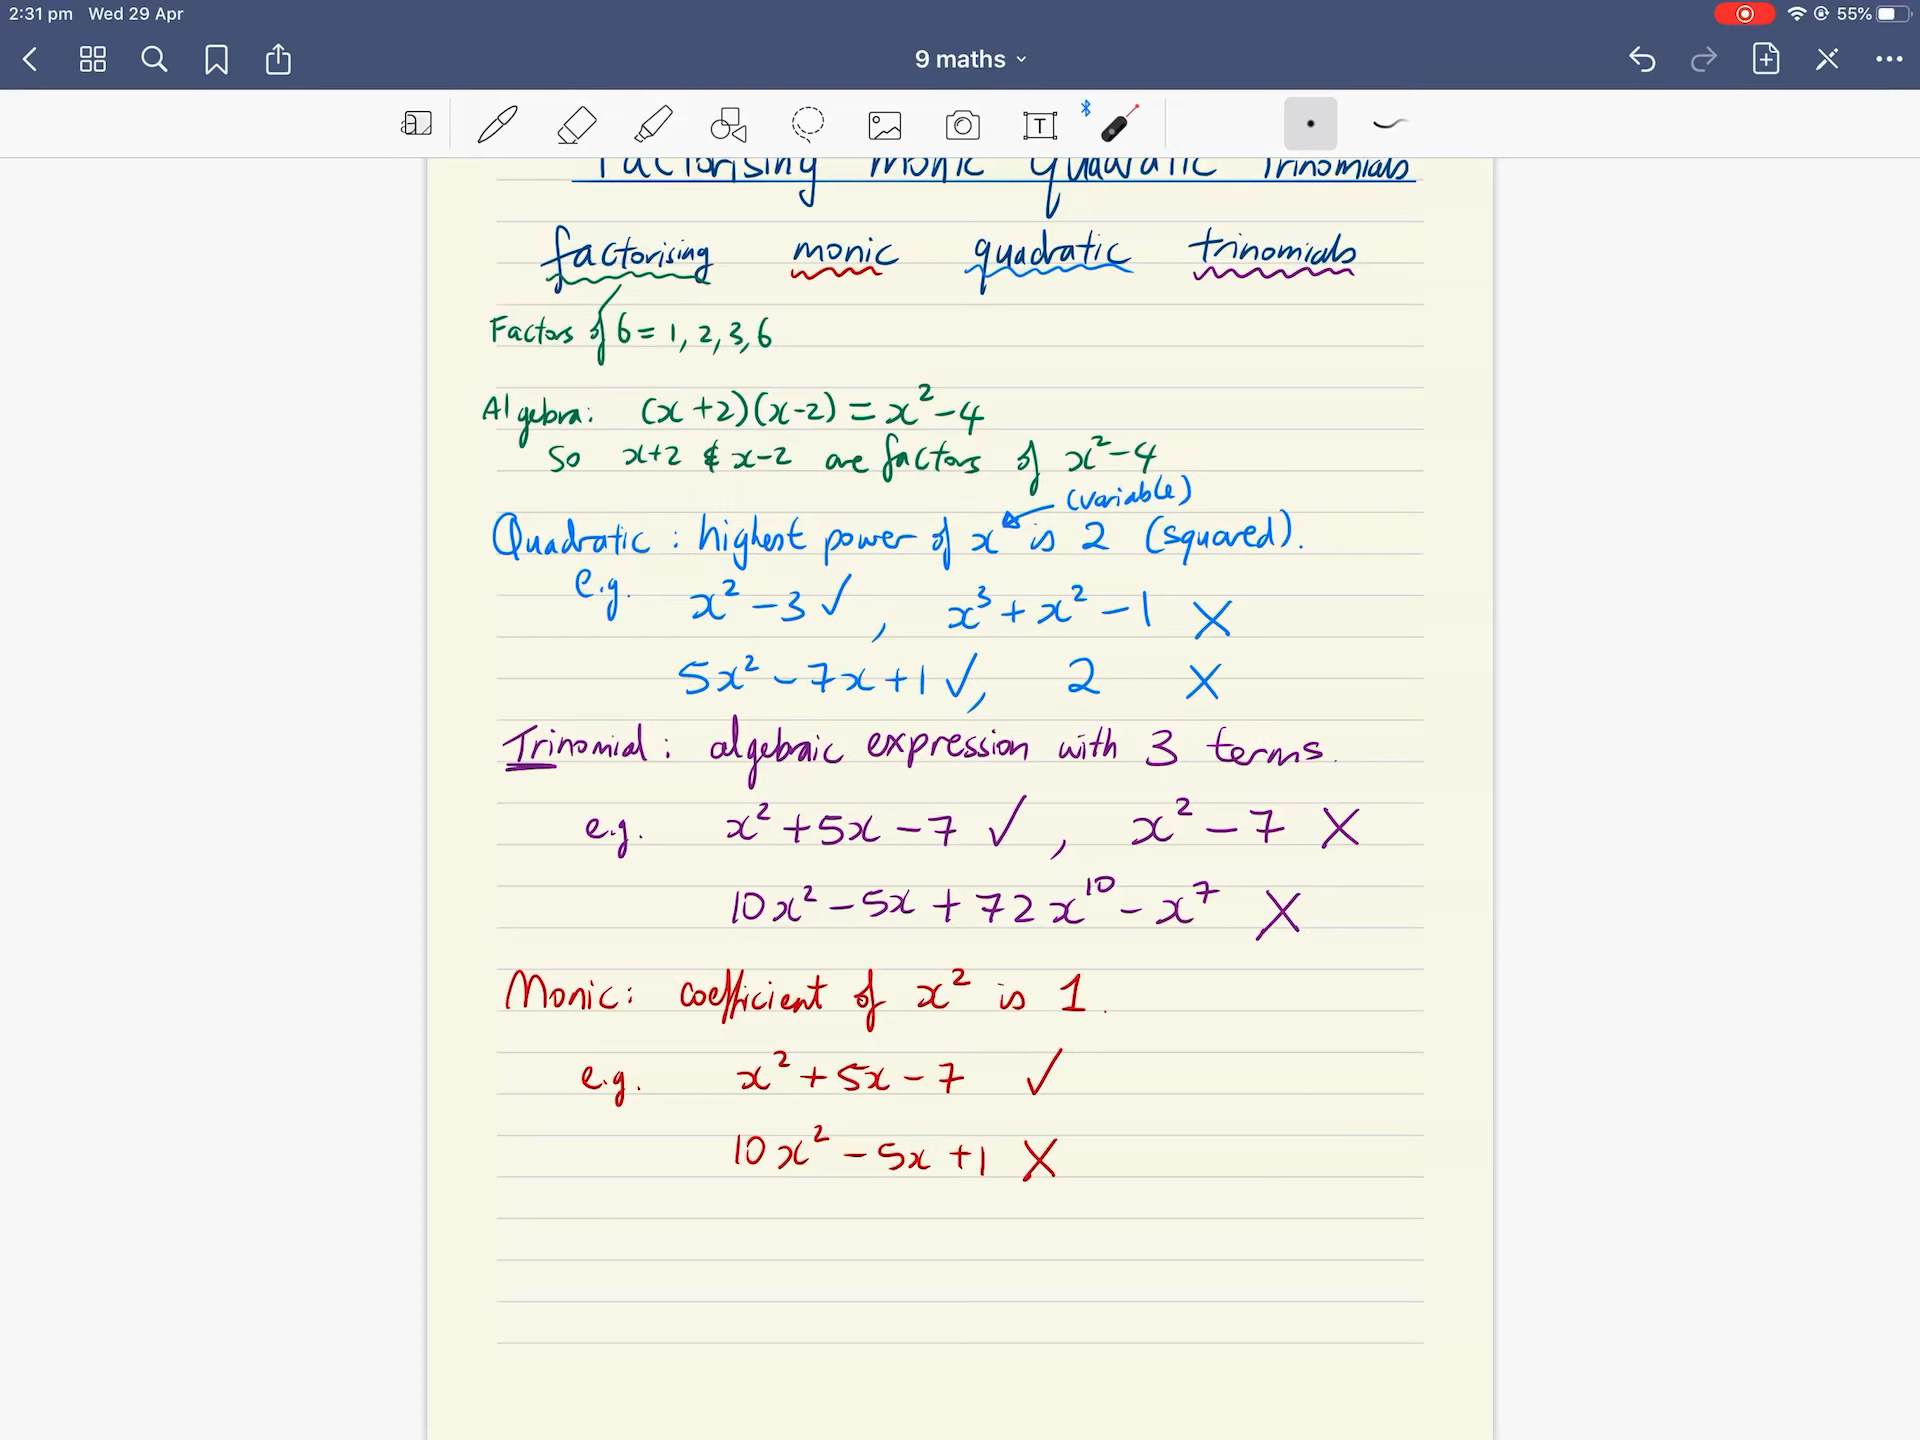 2:31 pm Wed 29 Apr
55%
9 maths
T
Factorising Monic Quadratic Trinomials
factorising monic quadratic trinomials
Factors of 6 = 1, 2, 3, 6
Algebra: (x+2)(x-2) = x² - 4
So x+2 & x-2 are factors of x² - 4
(variable)
Quadratic : highest power of x is 2 (squared).
e.g. x² - 3 ✓ , x³ + x² - 1 X
5x² - 7x + 1 ✓, 2 X
Trinomial : algebraic expression with 3 terms.
e.g. x² + 5x - 7 ✓ , x² - 7 X
10x² - 5x + 72x¹⁰ - x⁷ X
Monic: coefficient of x² is 1.
e.g. x² + 5x - 7 ✓
10x² - 5x + 1 X